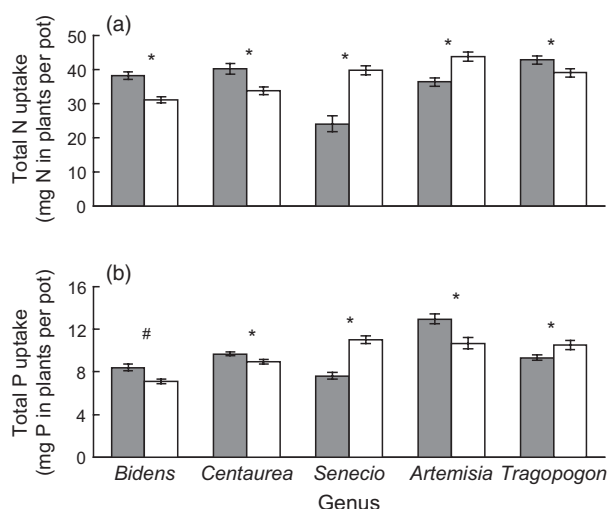 (a)
Total N uptake
(mg N in plants per pot)
50
40
30
20
10
0
* * * * *
(b)
Total P uptake
(mg P in plants per pot)
16
12
8
4
0
# * * * *
Bidens Centaurea Senecio Artemisia Tragopogon
Genus